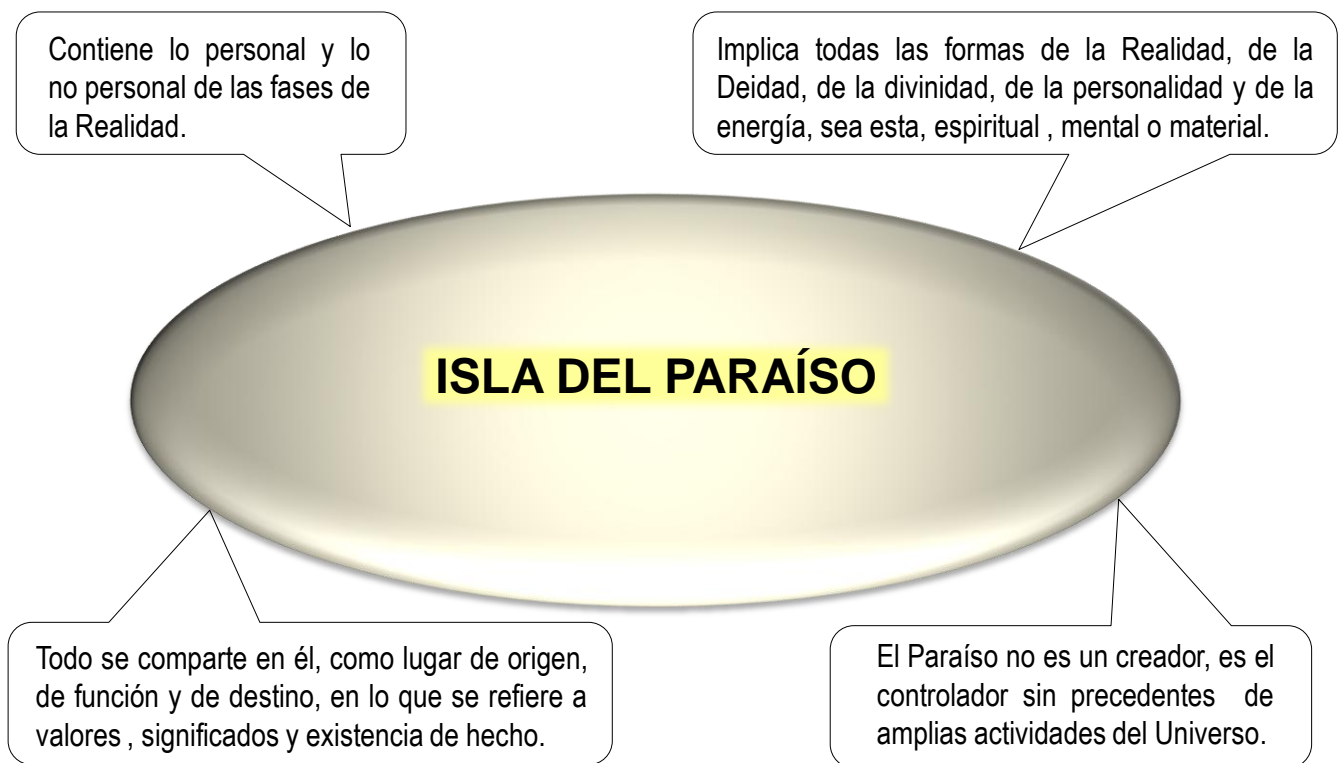 Contiene lo personal y lo
no personal de las fases de
la Realidad.
Implica todas las formas de la Realidad, de la
Deidad, de la divinidad, de la personalidad y de la
energía, sea esta, espiritual , mental o material.
ISLA DEL PARAÍSO
Todo se comparte en él, como lugar de origen,
de función y de destino, en lo que se refiere a
valores , significados y existencia de hecho.
El Paraíso no es un creador, es el
controlador sin precedentes de
amplias actividades del Universo.